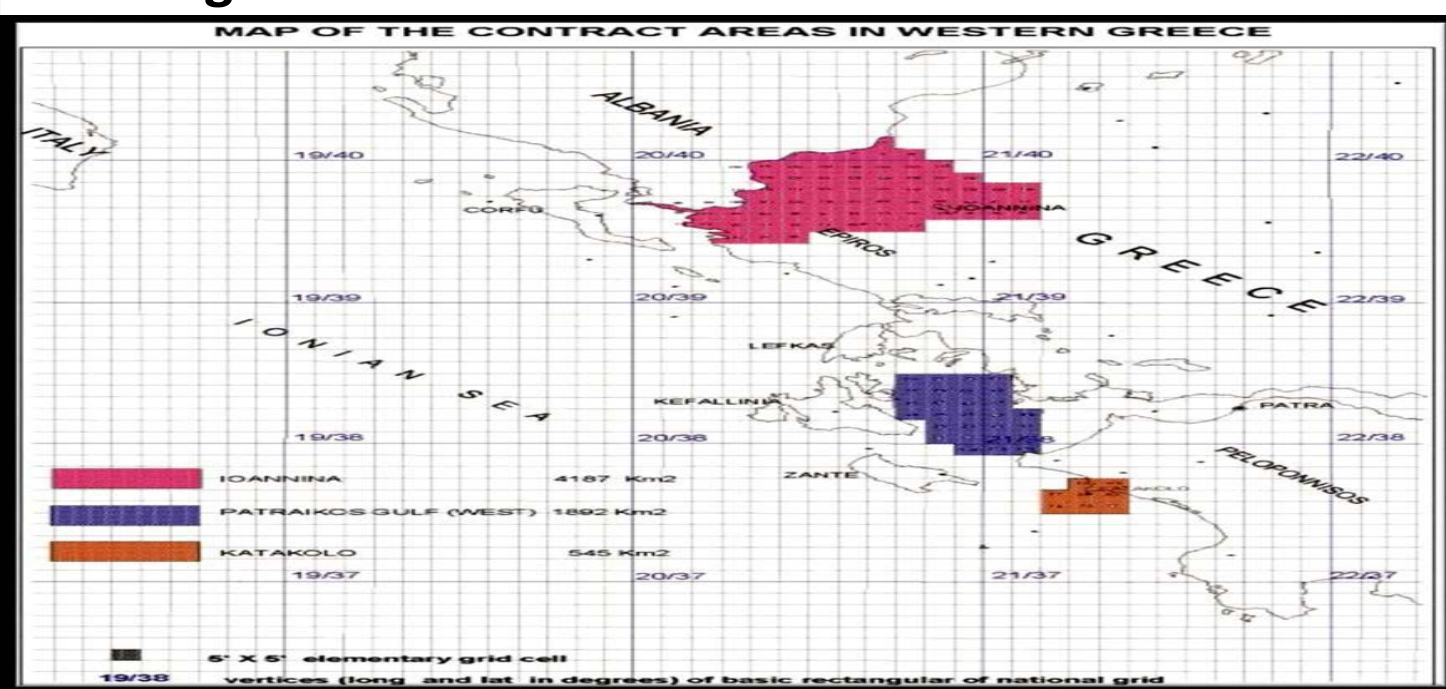 MAP OF THE CONTRACT AREAS IN WESTERN GREECE
ALBANIA
ITALY
19/40
20/40
21/40
22/40
CORFU
IOANNINA
EPIROS
GREECE
19/39
20/39
21/39
22/39
IONIAN SEA
LEFKAS
KEFALLINIA
PATRA
19/38
20/38
21/38
22/38
ZANTE
PELOPONNISOS
IOANNINA 4187 Km2
PATRAIKOS GULF (WEST) 1892 Km2
KATAKOLO 545 Km2
19/37
20/37
21/37
22/37
5' X 5' elementary grid cell
19/38 vertices (long and lat in degrees) of basic rectangular of national grid